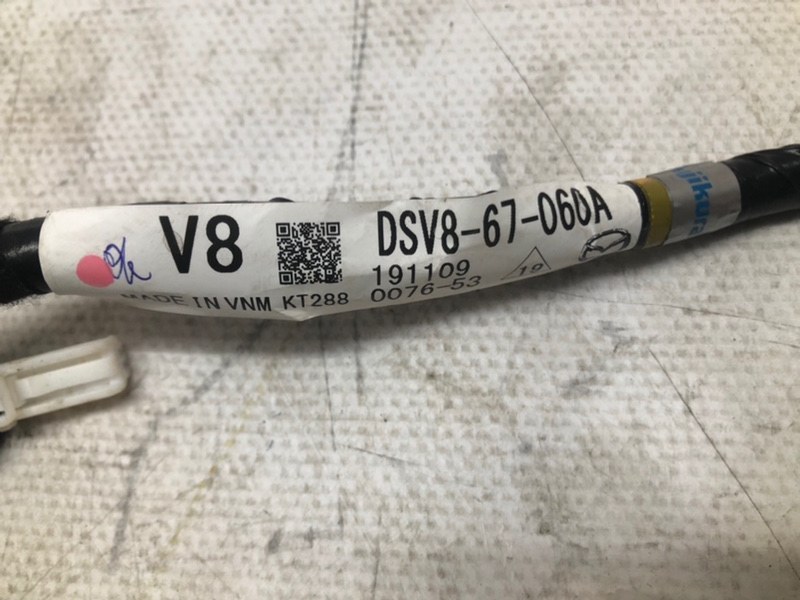 V8
DSV8-67-060A
191109
19
MADE IN VNM KT288 0076-53